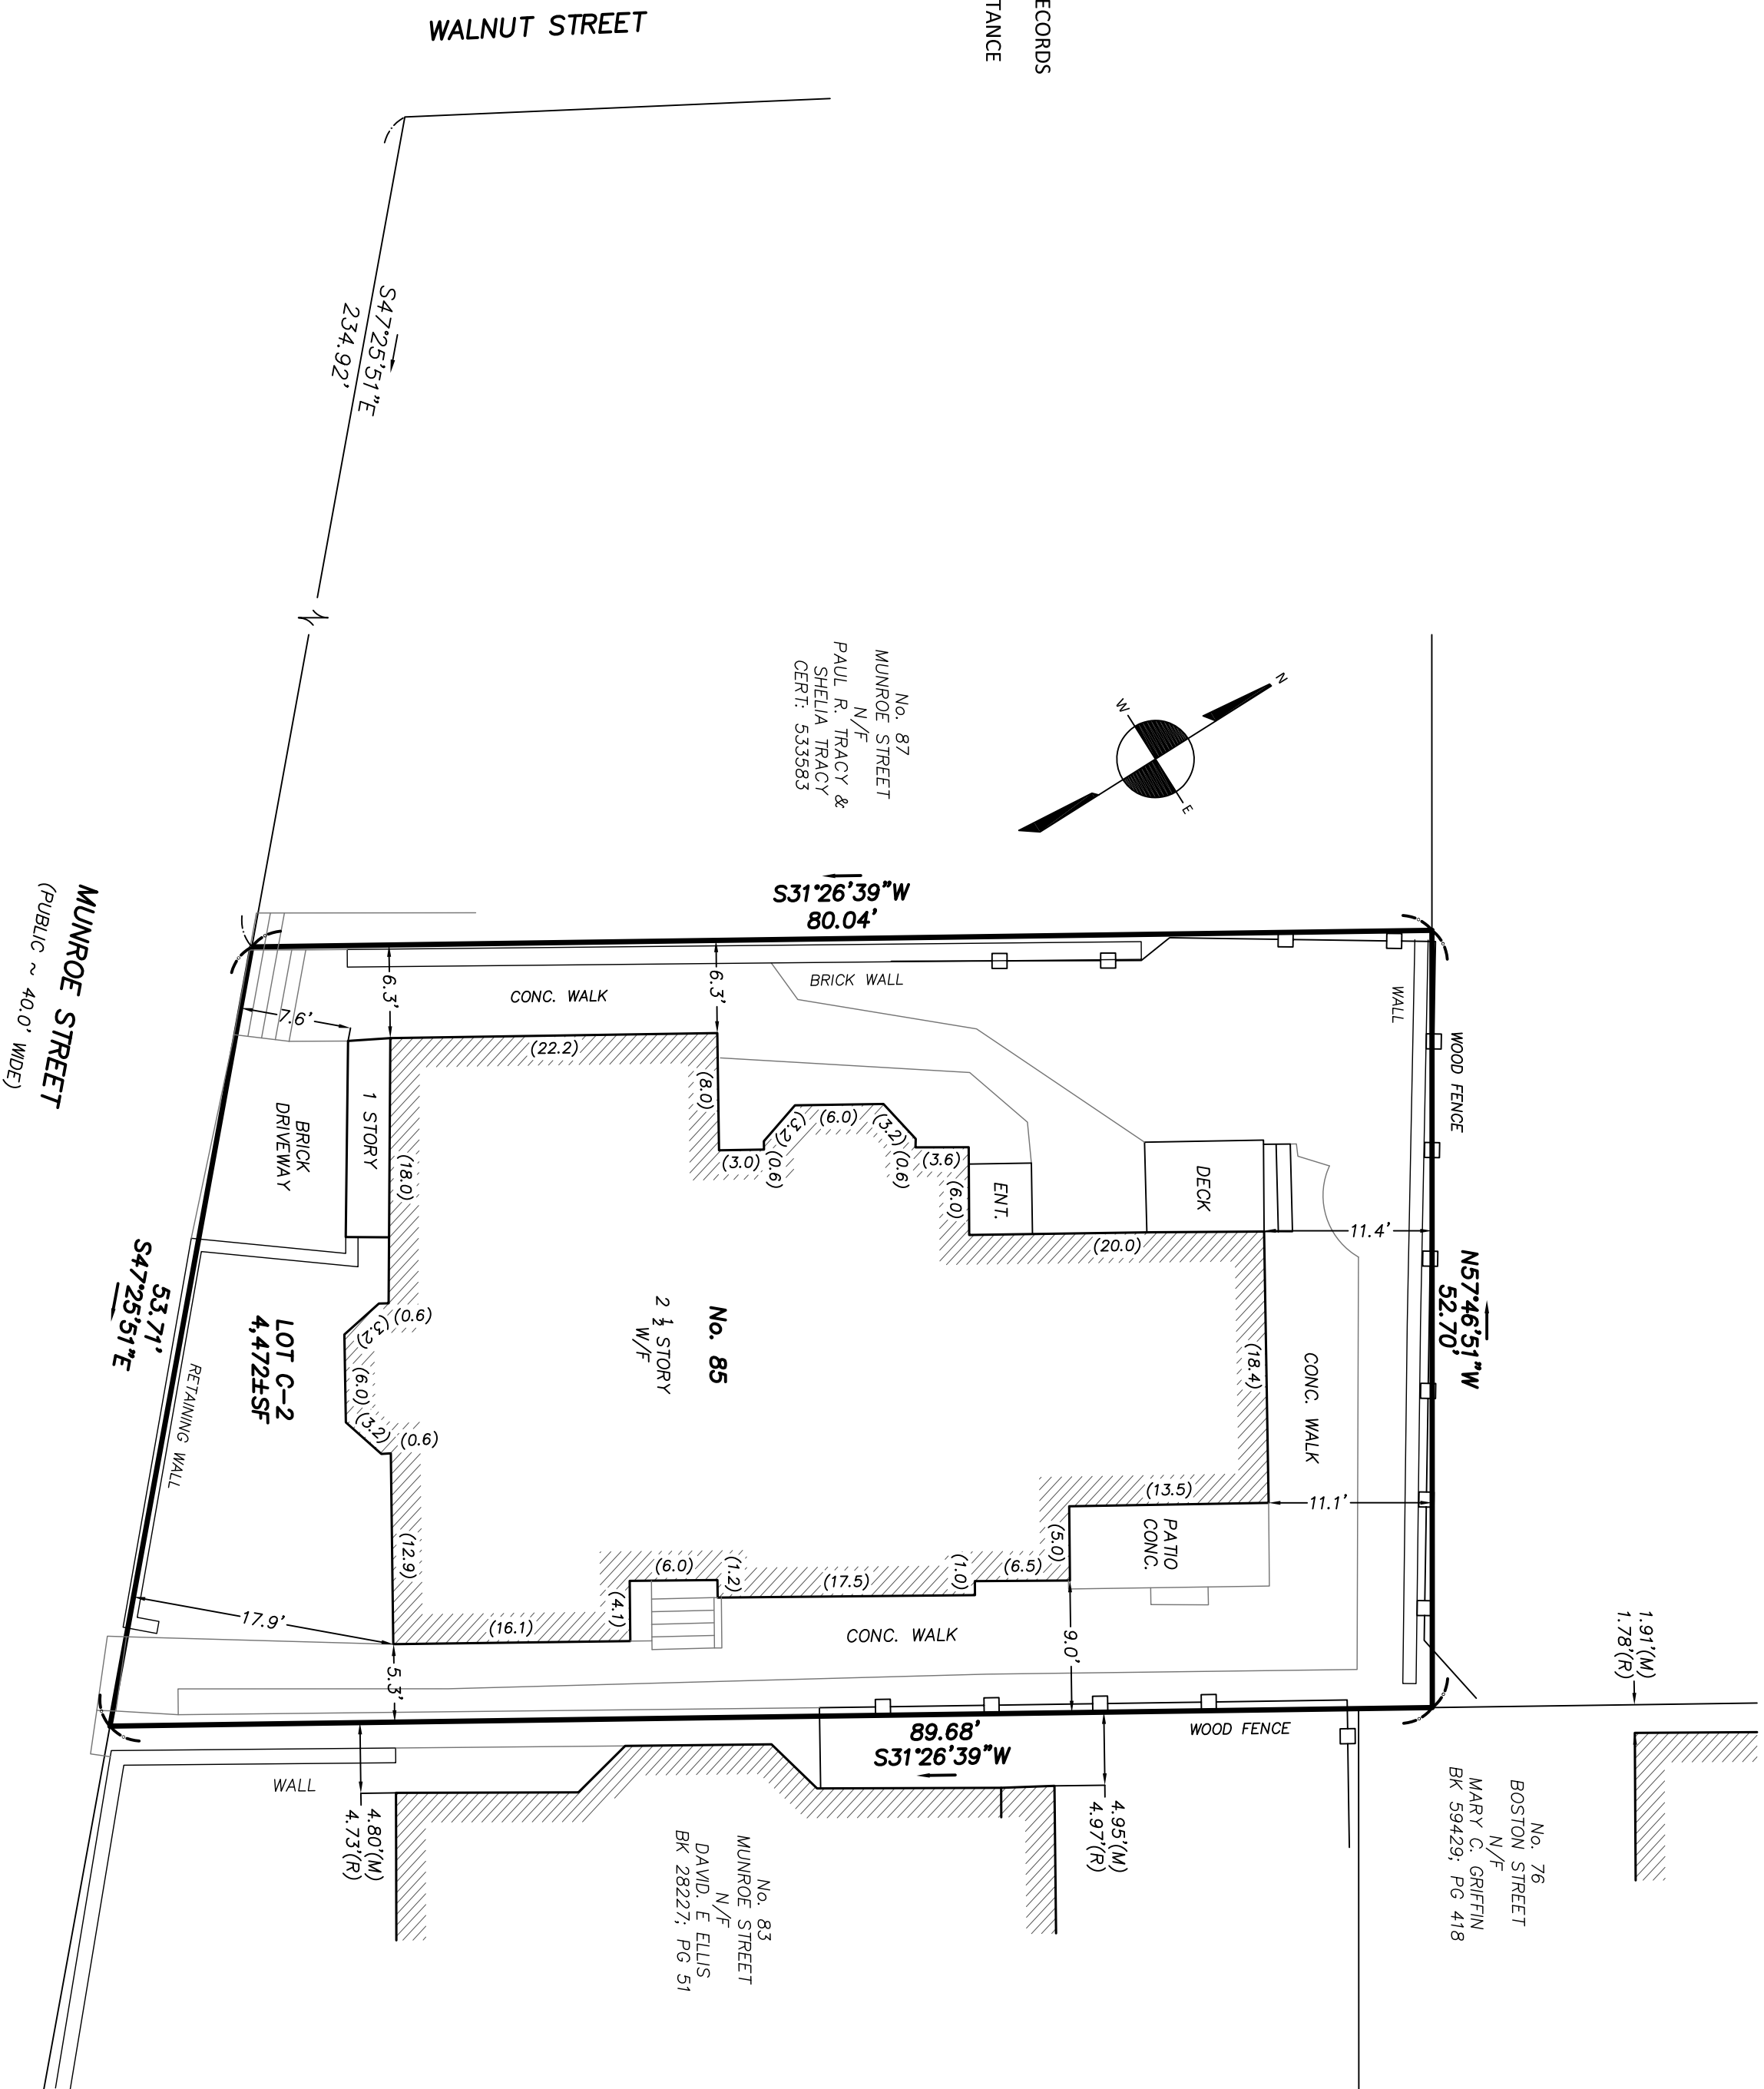 WALNUT STREET
ECORDS
TANCE
S47°25'51"E
234.92'
No. 87
MUNROE STREET
N/F
PAUL R. TRACY &
SHELIA TRACY
CERT: 533583
N
W
E
MUNROE STREET
(PUBLIC ~ 40.0' WIDE)
S31°26'39"W
80.04'
BRICK WALL
CONC. WALK
6.3'
6.3'
7.6'
WALL
WOOD FENCE
1 STORY
BRICK
DRIVEWAY
(22.2)
(8.0)
(3.0)
(0.6)
(3.2)
(6.0)
(3.2)
(0.6)
(3.6)
(6.0)
ENT.
DECK
(20.0)
11.4'
N57°46'51"W
52.70'
(18.0)
(0.6)
(3.2)
(6.0)
(3.2)
(0.6)
(12.9)
No. 85
2 ½ STORY
W/F
(18.4)
CONC. WALK
11.1'
(13.5)
PATIO
CONC.
(5.0)
(6.5)
(1.0)
(17.5)
(1.2)
(6.0)
(4.1)
(16.1)
53.71'
S47°25'51"E
LOT C-2
4,472±SF
RETAINING WALL
17.9'
5.3'
CONC. WALK
9.0'
89.68'
S31°26'39"W
WOOD FENCE
WALL
4.80'(M)
4.73'(R)
4.95'(M)
4.97'(R)
1.91'(M)
1.78'(R)
No. 83
MUNROE STREET
N/F
DAVID. E ELLIS
BK 28227; PG 51
No. 76
BOSTON STREET
N/F
MARY C. GRIFFIN
BK 59429; PG 418